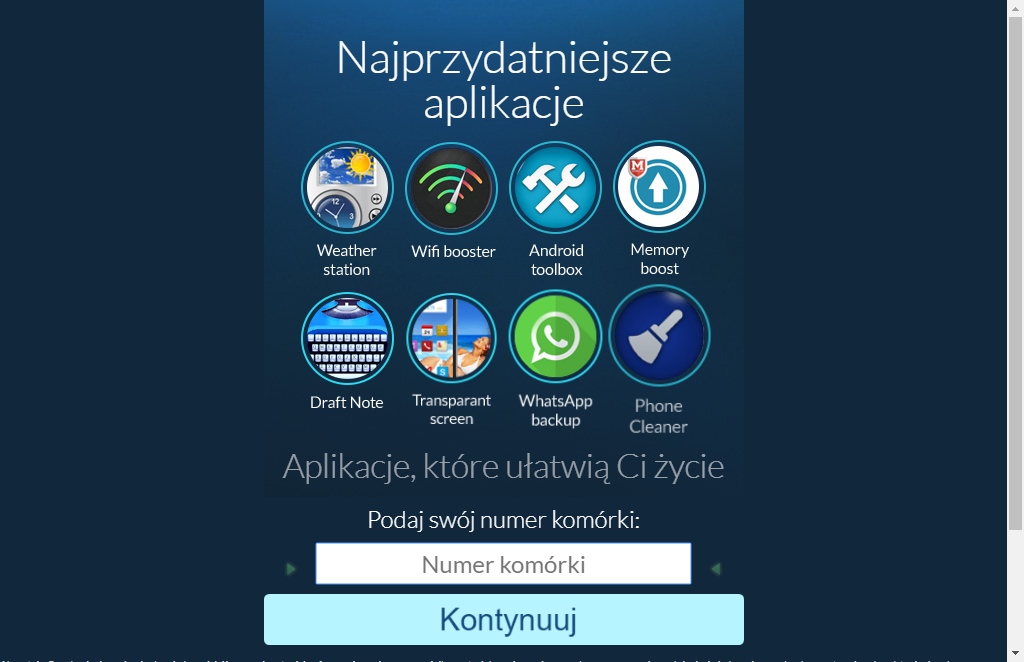 Najprzydatniejsze
aplikacje
Weather
station
Wifi booster
Android
toolbox
Memory
boost
Draft Note
Transparant
screen
WhatsApp
backup
Phone
Cleaner
Aplikacje, które ułatwią Ci życie
Podaj swój numer komórki:
Numer komórki
Kontynuuj